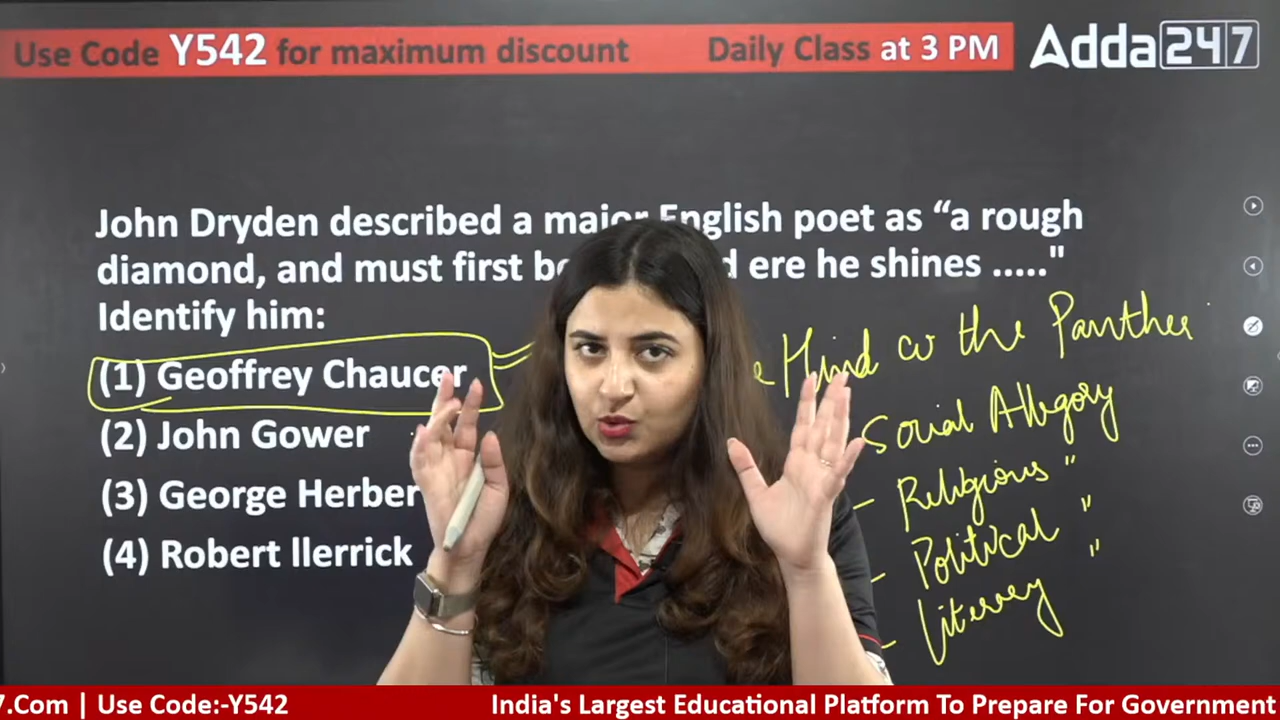 Use Code Y542 for maximum discount Daily Class at 3 PM Adda247
John Dryden described a major English poet as “a rough
diamond, and must first ere he shines ....."
Identify him:
(1) Geoffrey Chaucer
(2) John Gower
(3) George Herber
(4) Robert llerrick
Hind the Panther
Social Allegory
- Religious "
- Political "
- Literary "
7.Com | Use Code:-Y542 India's Largest Educational Platform To Prepare For Government